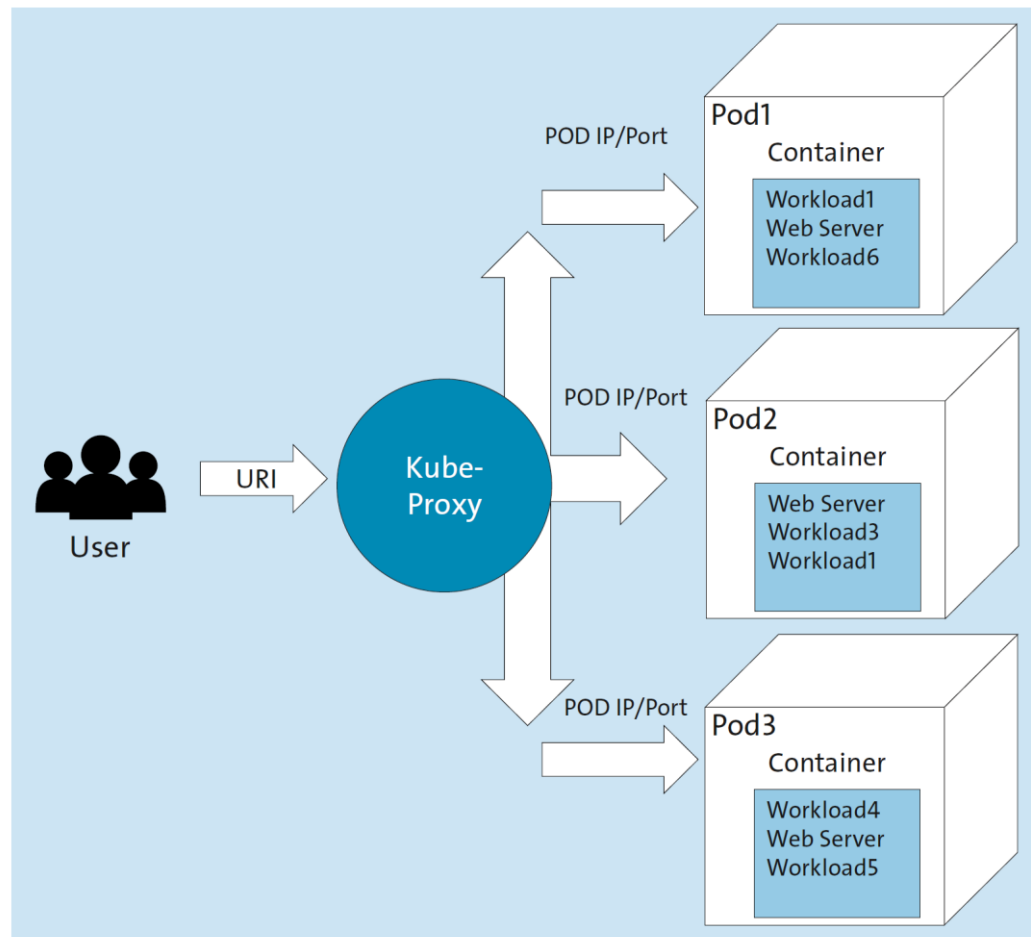 User
URI
Kube-
Proxy
POD IP/Port
Pod1
Container
Workload1
Web Server
Workload6
POD IP/Port
Pod2
Container
Web Server
Workload3
Workload1
POD IP/Port
Pod3
Container
Workload4
Web Server
Workload5